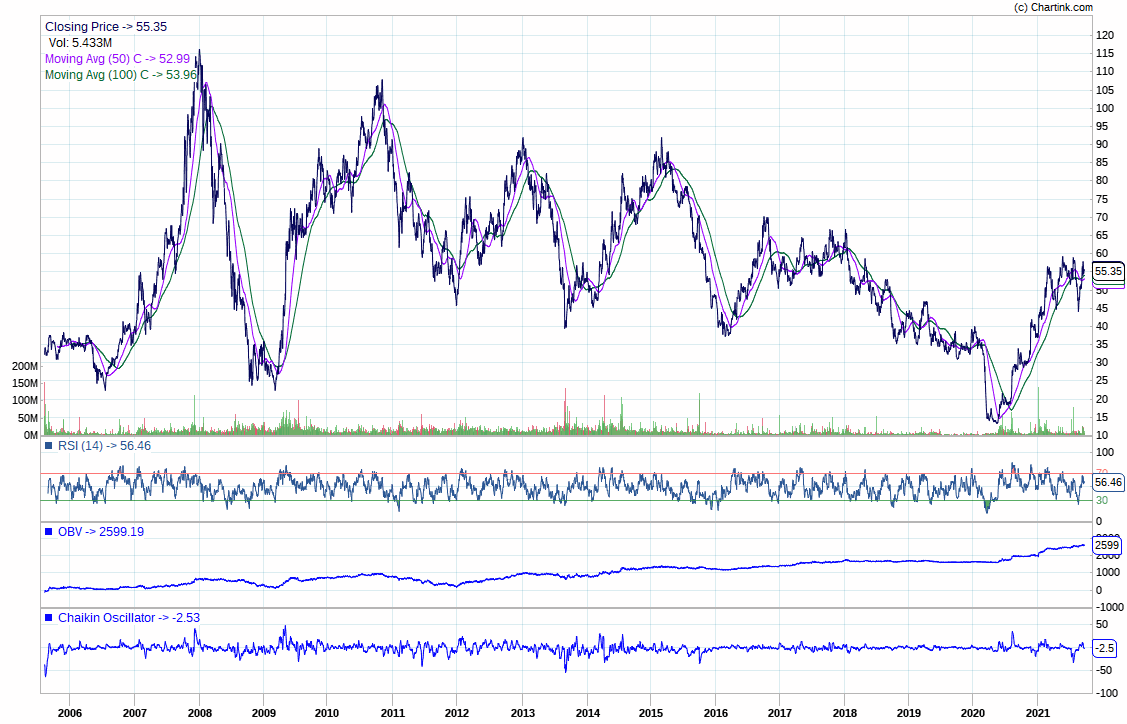 (c) Chartink.com
Closing Price -> 55.35
Vol: 5.433M
Moving Avg (50) C -> 52.99
Moving Avg (100) C -> 53.96
120
115
110
105
100
95
90
85
80
75
70
65
60
55.35
50
45
40
35
30
25
20
15
10
200M
150M
100M
50M
0M
RSI (14) -> 56.46
100
70
56.46
30
0
OBV -> 2599.19
2599
2000
1000
0
-1000
Chaikin Oscillator -> -2.53
50
-2.5
-50
-100
2006 2007 2008 2009 2010 2011 2012 2013 2014 2015 2016 2017 2018 2019 2020 2021